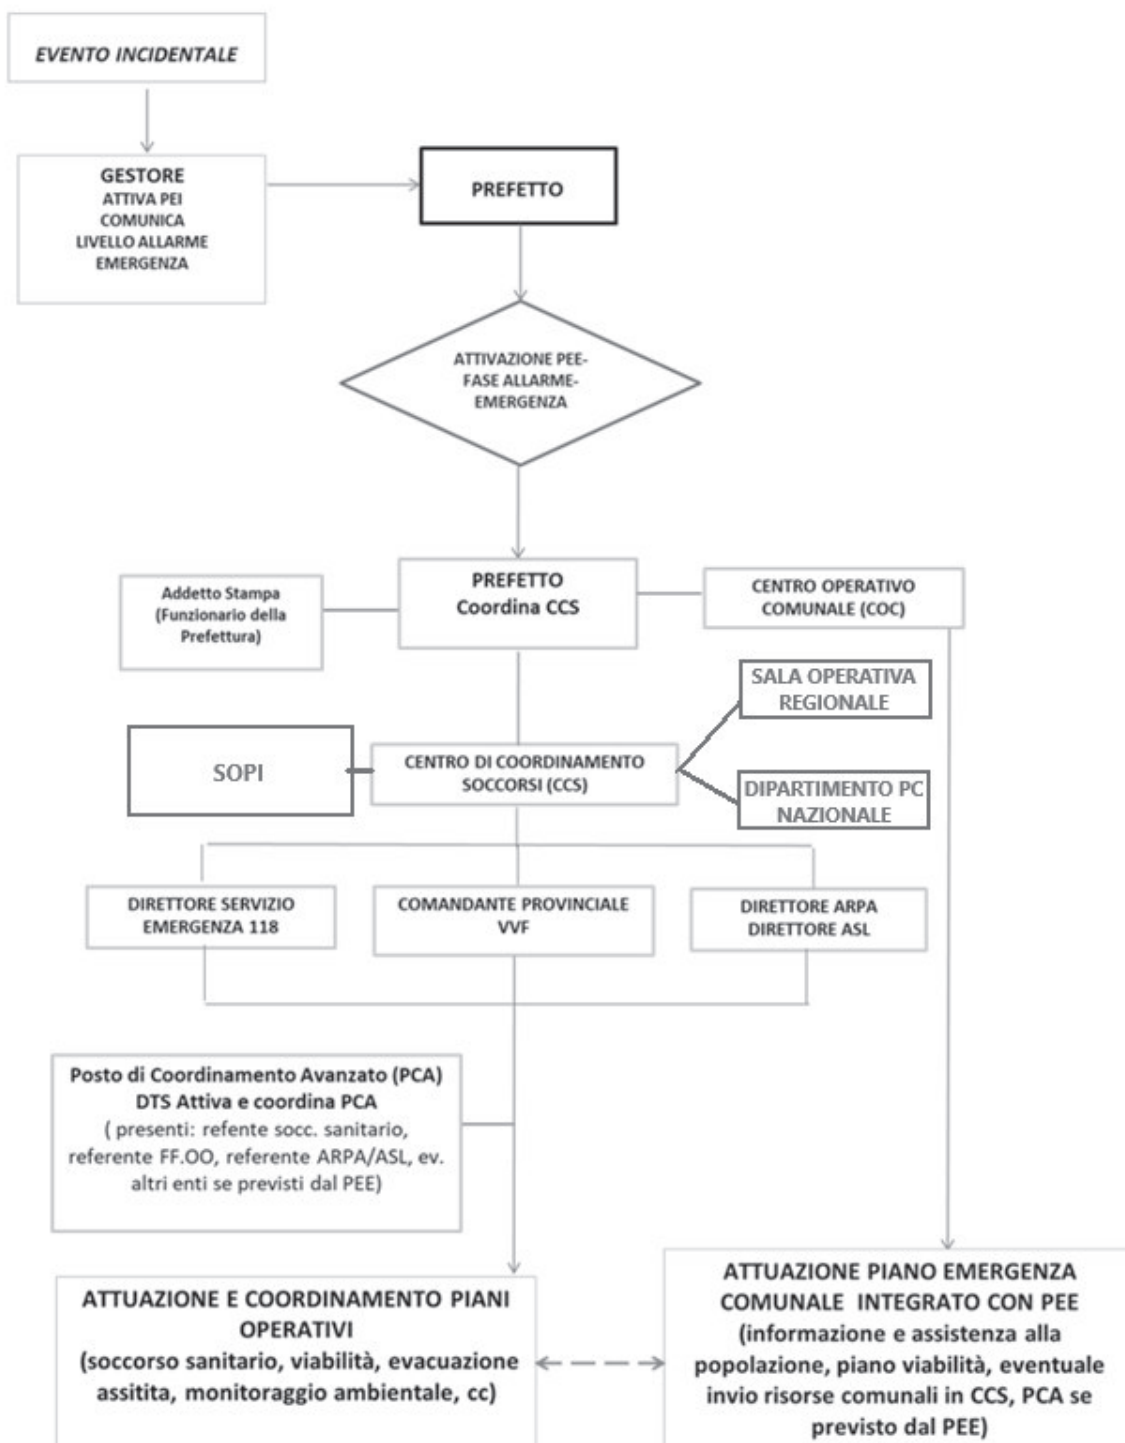 EVENTO INCIDENTALE
GESTORE
ATTIVA PEI
COMUNICA
LIVELLO ALLARME
EMERGENZA
PREFETTO
ATTIVAZIONE PEE-
FASE ALLARME-
EMERGENZA
Addetto Stampa
(Funzionario della
Prefettura)
PREFETTO
Coordina CCS
CENTRO OPERATIVO
COMUNALE (COC)
SALA OPERATIVA
REGIONALE
SOPI
CENTRO DI COORDINAMENTO
SOCCORSI (CCS)
DIPARTIMENTO PC
NAZIONALE
DIRETTORE SERVIZIO
EMERGENZA 118
COMANDANTE PROVINCIALE
VVF
DIRETTORE ARPA
DIRETTORE ASL
Posto di Coordinamento Avanzato (PCA)
DTS Attiva e coordina PCA
( presenti: refente socc. sanitario,
referente FF.OO, referente ARPA/ASL, ev.
altri enti se previsti dal PEE)
ATTUAZIONE E COORDINAMENTO PIANI
OPERATIVI
(soccorso sanitario, viabilità, evacuazione
assitita, monitoraggio ambientale, cc)
ATTUAZIONE PIANO EMERGENZA
COMUNALE INTEGRATO CON PEE
(informazione e assistenza alla
popolazione, piano viabilità, eventuale
invio risorse comunali in CCS, PCA se
previsto dal PEE)